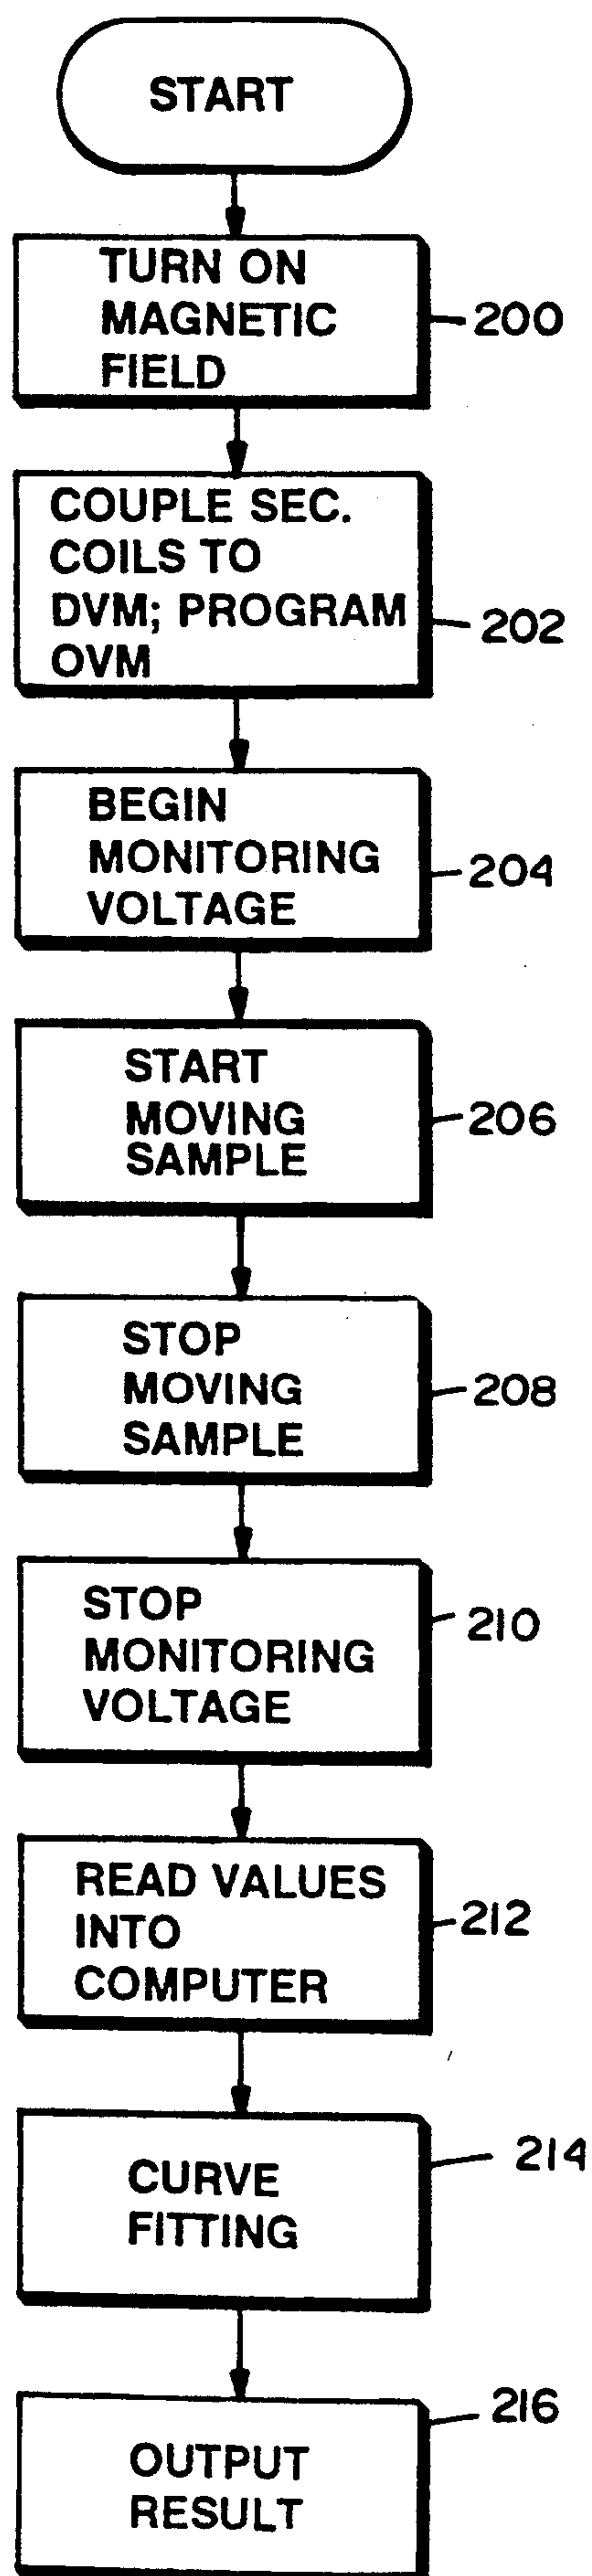 START
TURN ON
MAGNETIC
FIELD
200
COUPLE SEC.
COILS TO
DVM; PROGRAM
OVM
202
BEGIN
MONITORING
VOLTAGE
204
START
MOVING
SAMPLE
206
STOP
MOVING
SAMPLE
208
STOP
MONITORING
VOLTAGE
210
READ VALUES
INTO
COMPUTER
212
CURVE
FITTING
214
OUTPUT
RESULT
216